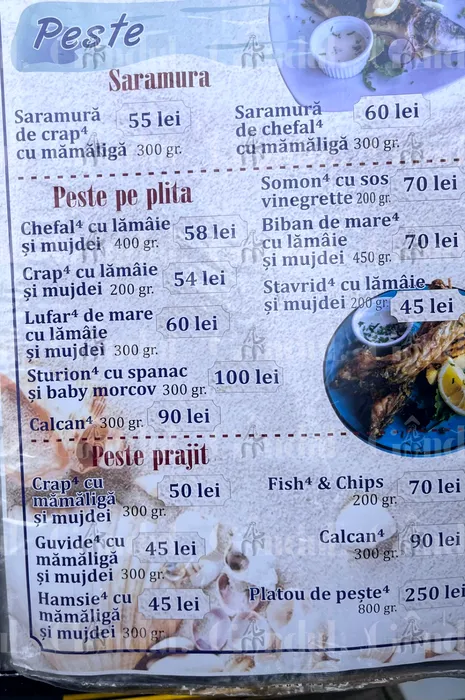 Peste
Saramura
Saramură
de crap⁴
cu mămăligă 300 gr.
55 lei
Saramură
de chefal⁴
cu mămăligă 300 gr.
60 lei
Peste pe plita
Chefal⁴ cu lămâie
și mujdei 400 gr.
58 lei
Crap⁴ cu lămâie
și mujdei 200 gr.
54 lei
Lufar⁴ de mare
cu lămâie
și mujdei 300 gr.
60 lei
Sturion⁴ cu spanac
și baby morcov 300 gr.
100 lei
Calcan⁴ 300 gr.
90 lei
Somon⁴ cu sos
vinegrette 200 gr.
70 lei
Biban de mare⁴
cu lămâie
și mujdei 450 gr.
70 lei
Stavrid⁴ cu lămâie
și mujdei 200 gr.
45 lei
Peste prajit
Crap⁴ cu
mămăligă
și mujdei 300 gr.
50 lei
Guvide⁴ cu
mămăligă
și mujdei 300 gr.
45 lei
Hamsie⁴ cu
mămăligă
și mujdei 300 gr.
45 lei
Fish⁴ & Chips
200 gr.
70 lei
Calcan⁴
300 gr.
90 lei
Platou de pește⁴
800 gr.
250 lei